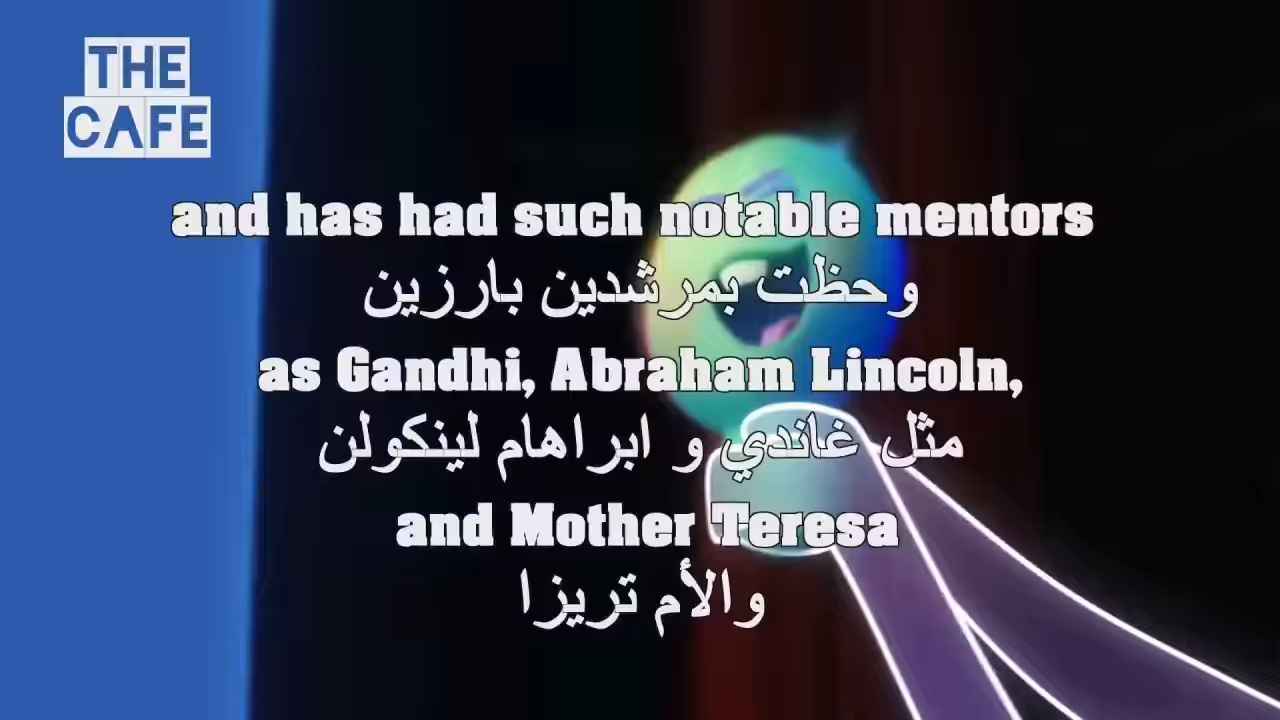 THE
CAFE
and has had such notable mentors
وحظت بمرشدين بارزين
as Gandhi, Abraham Lincoln,
مثل غاندي و ابراهام لينكولن
and Mother Teresa
والأم تريزا